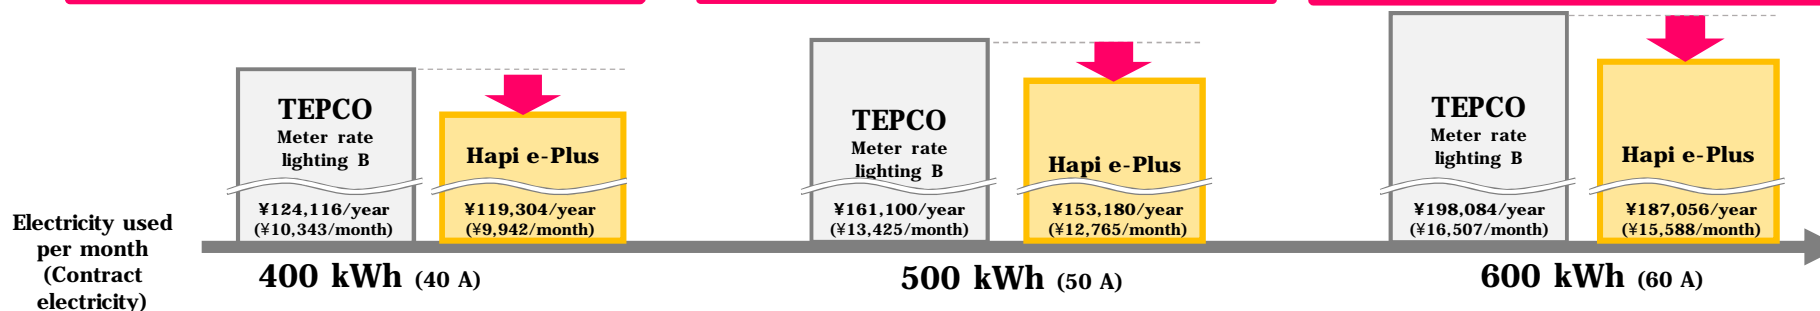 TEPCO
Meter rate
lighting B
¥124,116/year
(¥10,343/month)
Hapi e-Plus
¥119,304/year
(¥9,942/month)
TEPCO
Meter rate
lighting B
¥161,100/year
(¥13,425/month)
Hapi e-Plus
¥153,180/year
(¥12,765/month)
TEPCO
Meter rate
lighting B
¥198,084/year
(¥16,507/month)
Hapi e-Plus
¥187,056/year
(¥15,588/month)
Electricity used
per month
(Contract
electricity)
400 kWh (40 A)
500 kWh (50 A)
600 kWh (60 A)